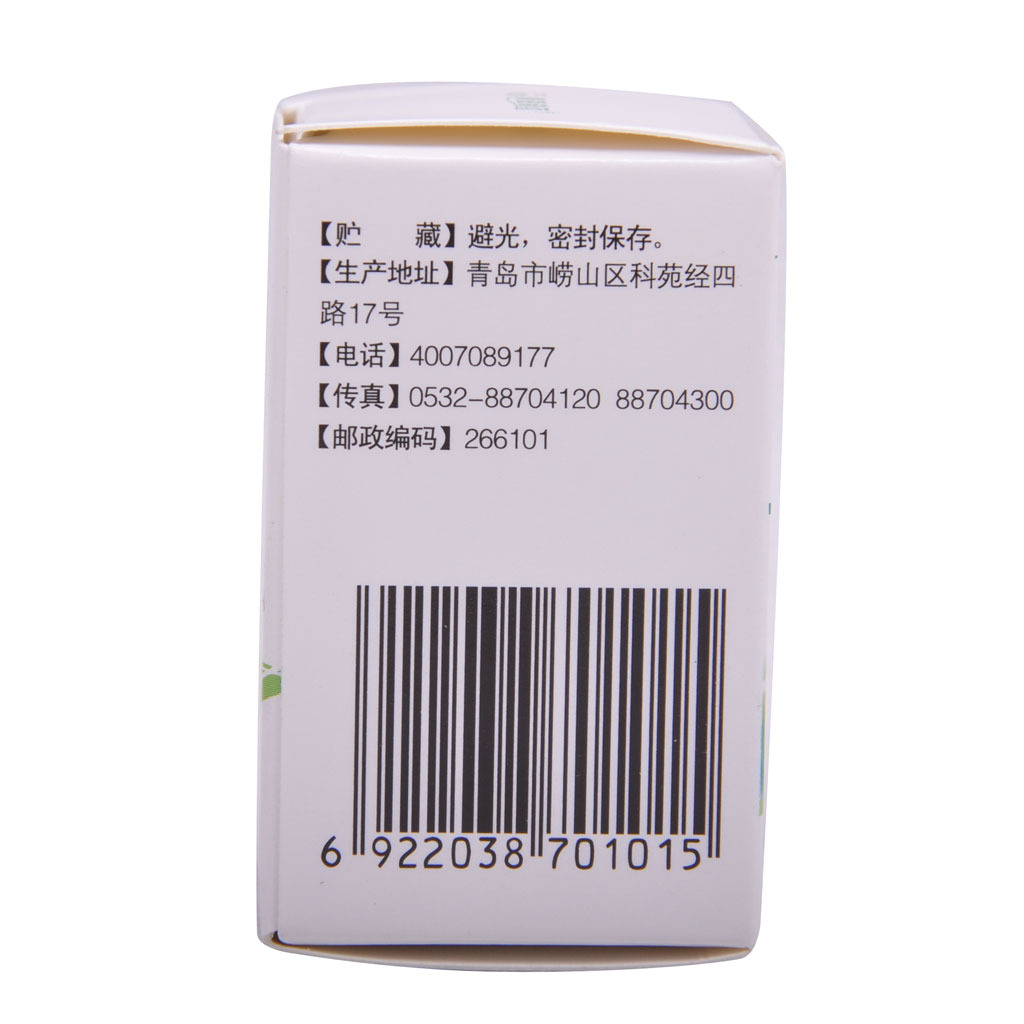 【贮　　藏】避光，密封保存。
【生产地址】青岛市崂山区科苑经四
路17号
【电话】4007089177
【传真】0532-88704120 88704300
【邮政编码】266101
6 922038 701015